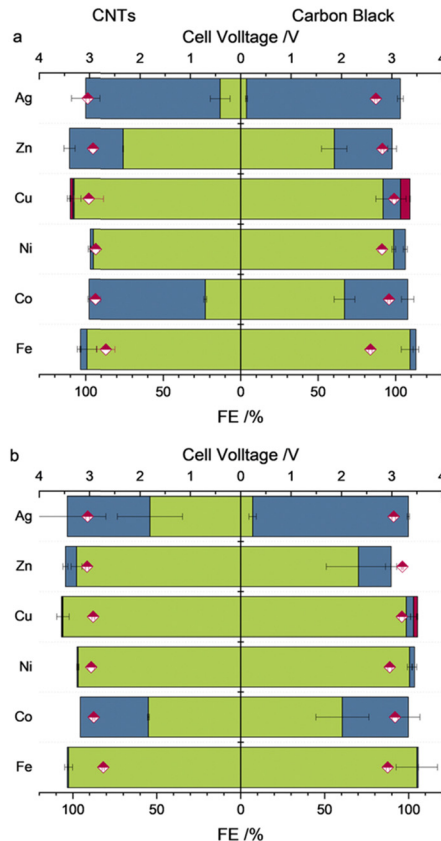 CNTs Carbon Black
a
Cell Volltage /V
4 3 2 1 0 1 2 3 4
Ag
Zn
Cu
Ni
Co
Fe
100 50 0 50 100
FE /%
b
Cell Voltage /V
4 3 2 1 0 1 2 3 4
Ag
Zn
Cu
Ni
Co
Fe
100 50 0 50 100
FE /%